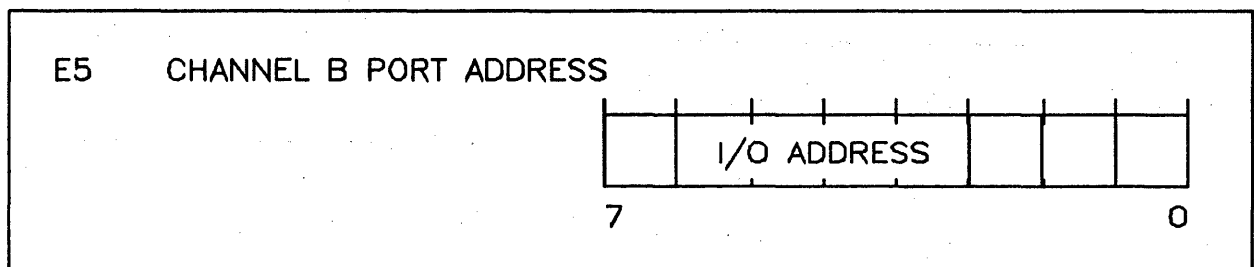 E5 CHANNEL B PORT ADDRESS
I/O ADDRESS
7 0